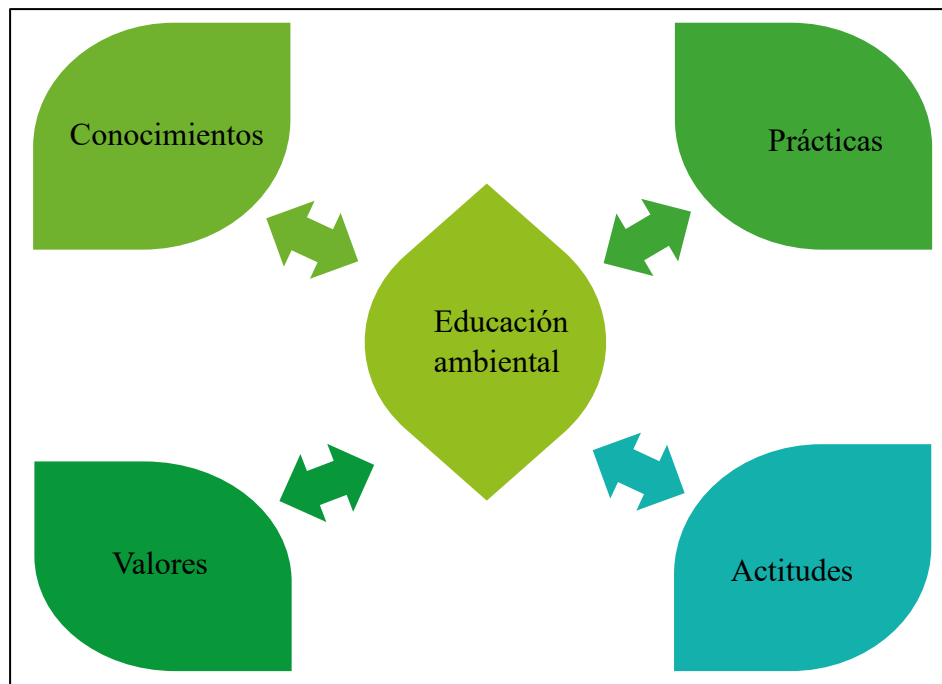 Conocimientos
Prácticas
Educación
ambiental
Valores
Actitudes